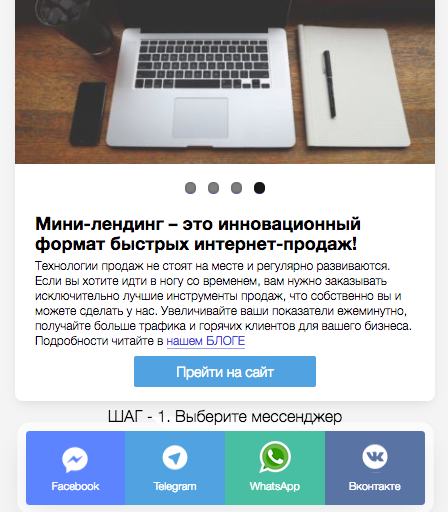 Мини-лендинг – это инновационный
формат быстрых интернет-продаж!
Технологии продаж не стоят на месте и регулярно развиваются.
Если вы хотите идти в ногу со временем, вам нужно заказывать
исключительно лучшие инструменты продаж, что собственно вы и
можете сделать у нас. Увеличивайте ваши показатели ежеминутно,
получайте больше трафика и горячих клиентов для вашего бизнеса.
Подробности читайте в нашем БЛОГЕ
Прейти на сайт
ШАГ - 1. Выберите мессенджер
Facebook Telegram WhatsApp Вконтакте